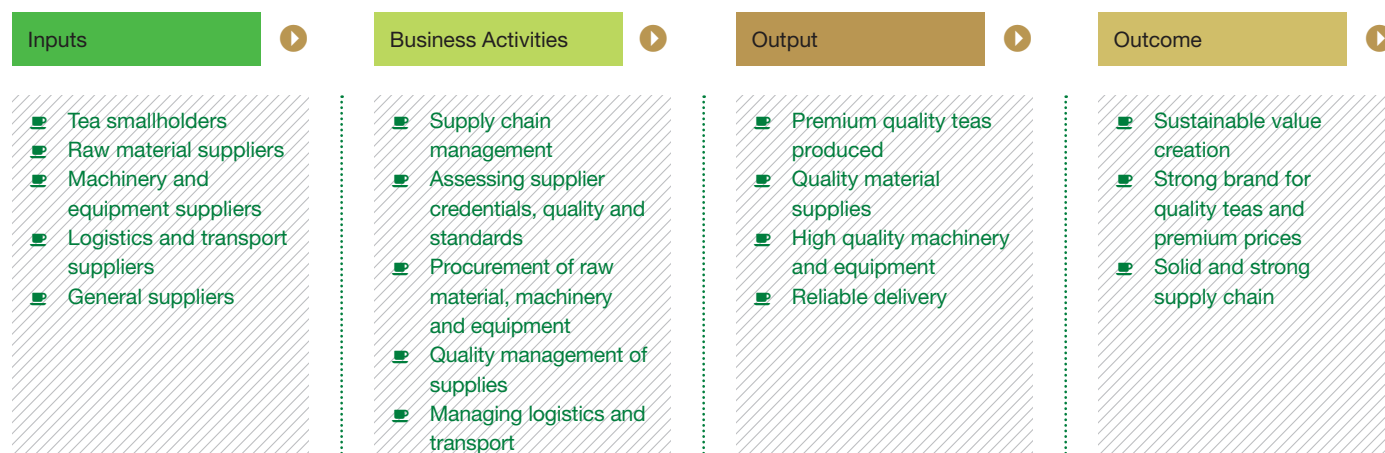 Inputs
Tea smallholders
Raw material suppliers
Machinery and
equipment suppliers
Logistics and transport
suppliers
General suppliers
Business Activities
Supply chain
management
Assessing supplier
credentials, quality and
standards
Procurement of raw
material, machinery
and equipment
Quality management of
supplies
Managing logistics and
transport
Output
Premium quality teas
produced
Quality material
supplies
High quality machinery
and equipment
Reliable delivery
Outcome
Sustainable value
creation
Strong brand for
quality teas and
premium prices
Solid and strong
supply chain